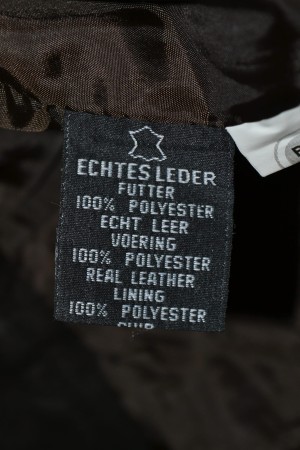 ECHTES LEDER
FUTTER
100% POLYESTER
ECHT LEER
VOERING
100% POLYESTER
REAL LEATHER
LINING
100% POLYESTER